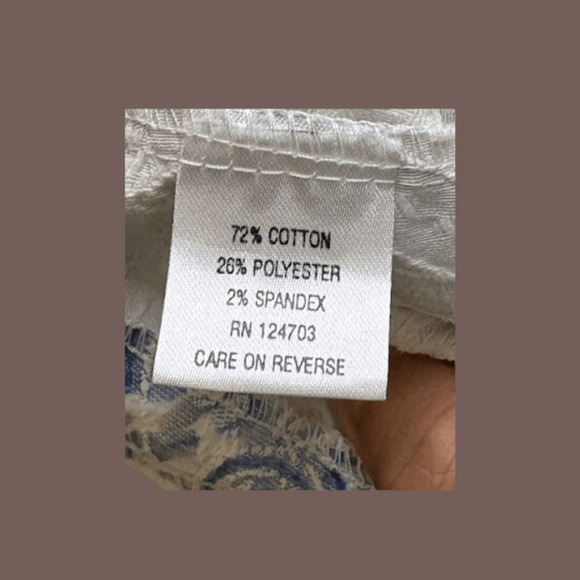 72% COTTON
26% POLYESTER
2% SPANDEX
RN 124703
CARE ON REVERSE